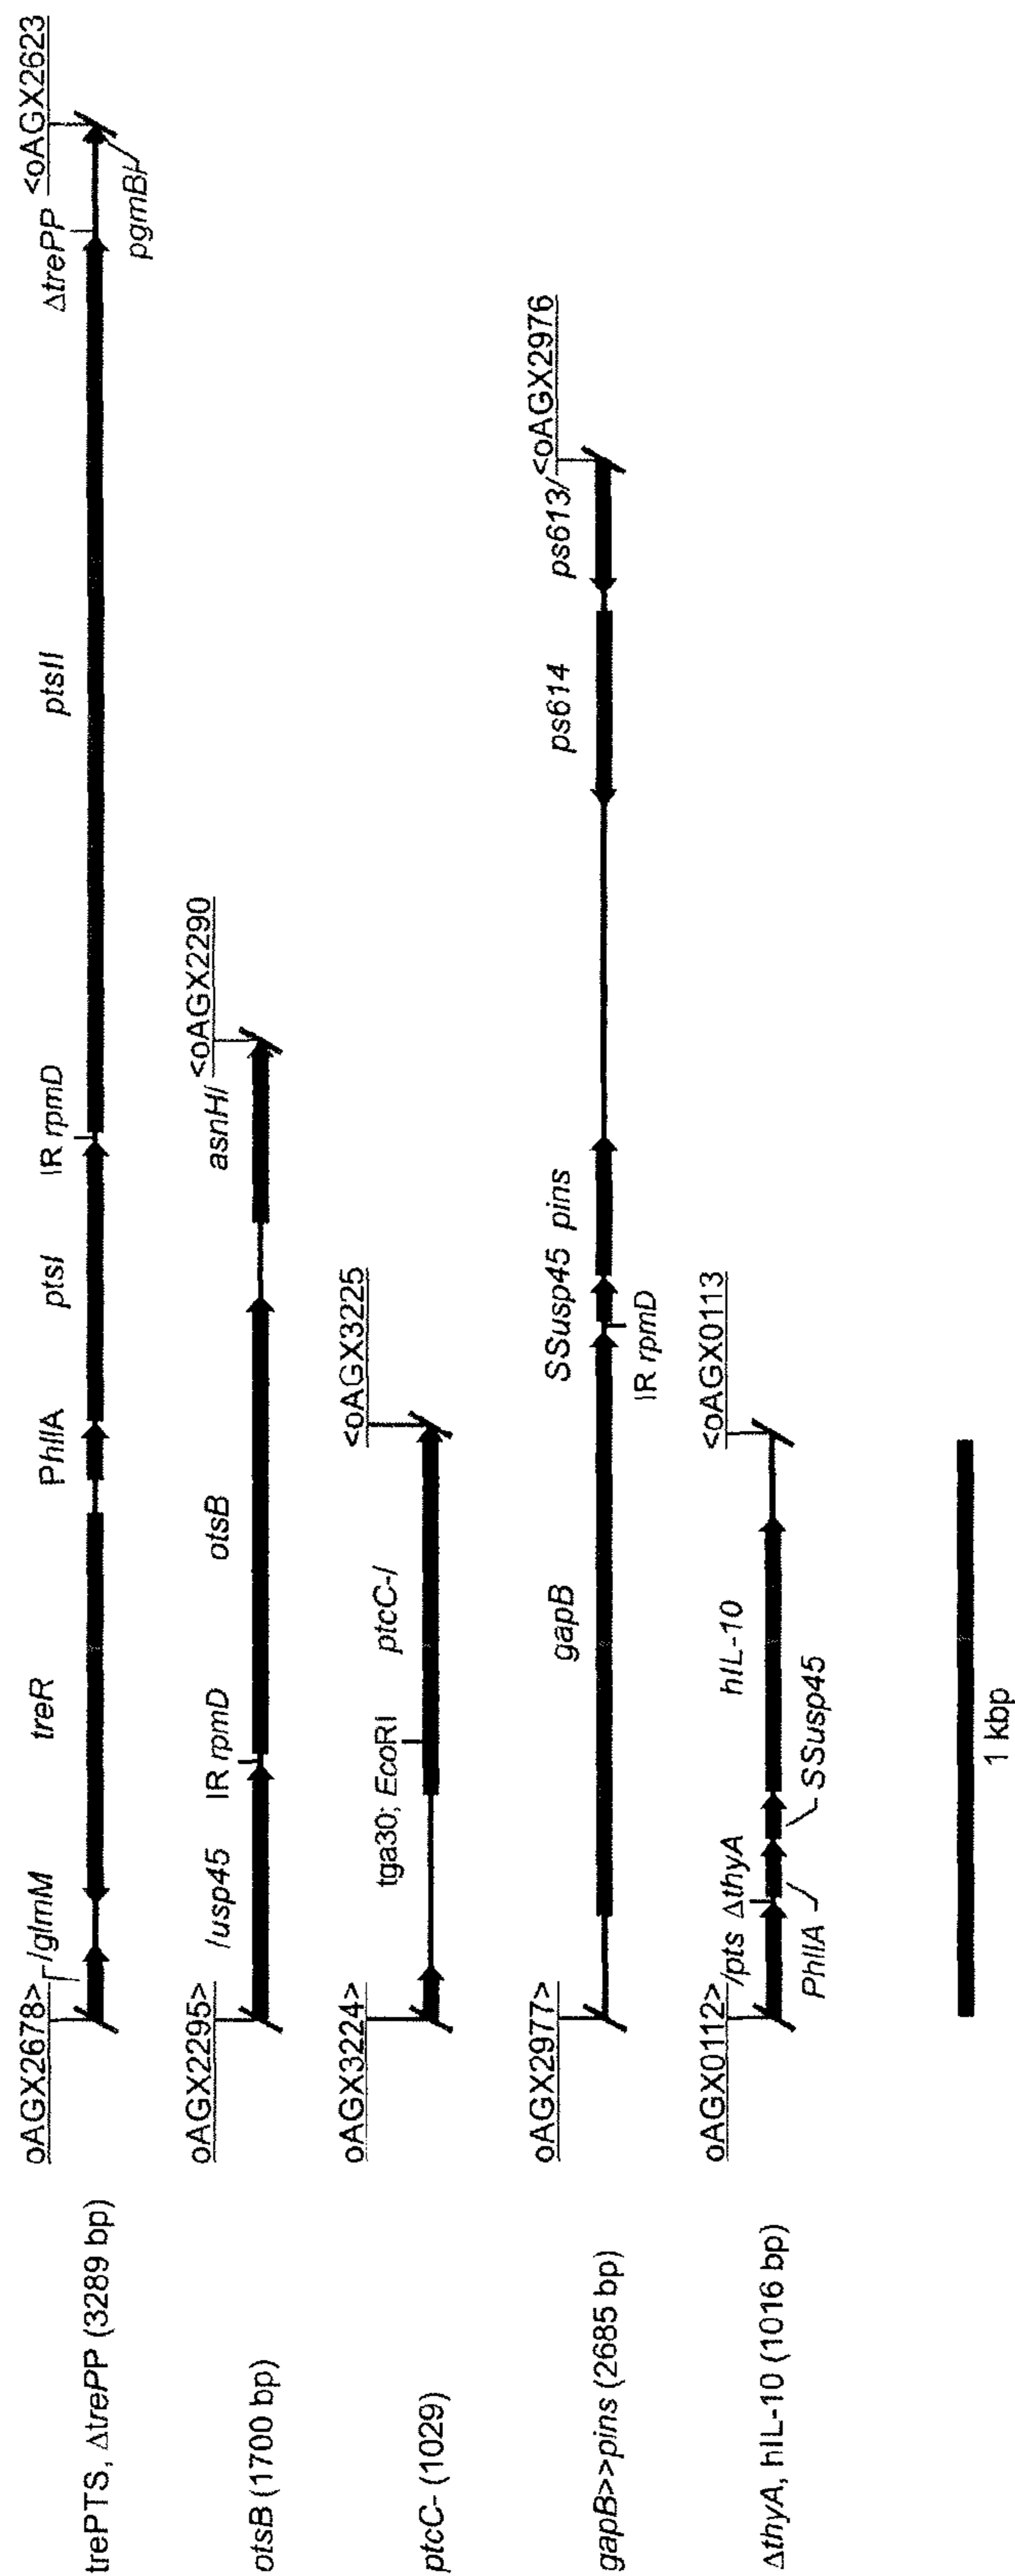 trePTS, ΔtrePP (3289 bp)
oAGX2678>
/glmM
treR
PhllA
ptsI
IR rpmD
ptsII
ΔtrePP
<oAGX2623
pgmB/
otsB (1700 bp)
oAGX2295>
/usp45
IR rpmD
otsB
asnH/
<oAGX2290
ptcC- (1029)
oAGX3224>
tga30; EcoRI
ptcC-/
<oAGX3225
gapB>>pins (2685 bp)
oAGX2977>
gapB
SSusp45
pins
IR rpmD
ps614
ps613/
<oAGX2976
ΔthyA, hIL-10 (1016 bp)
oAGX0112>
/pts
ΔthyA
PhllA
SSusp45
hIL-10
<oAGX0113
1 kbp